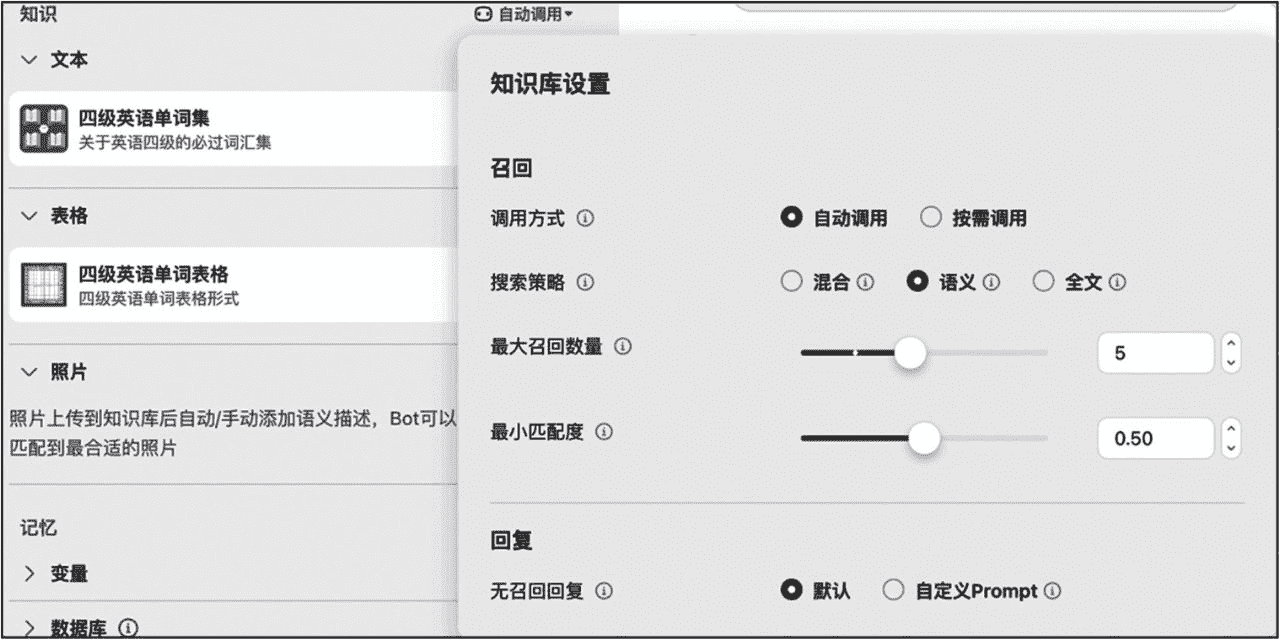 知识
自动调用
文本
四级英语单词集
关于英语四级的必过词汇集
表格
四级英语单词表格
四级英语单词表格形式
照片
照片上传到知识库后自动/手动添加语义描述，Bot可以
匹配到最合适的照片
记忆
变量
数据库
知识库设置
召回
调用方式 自动调用 按需调用
搜索策略 混合 语义 全文
最大召回数量 5
最小匹配度 0.50
回复
无召回回复 默认 自定义Prompt